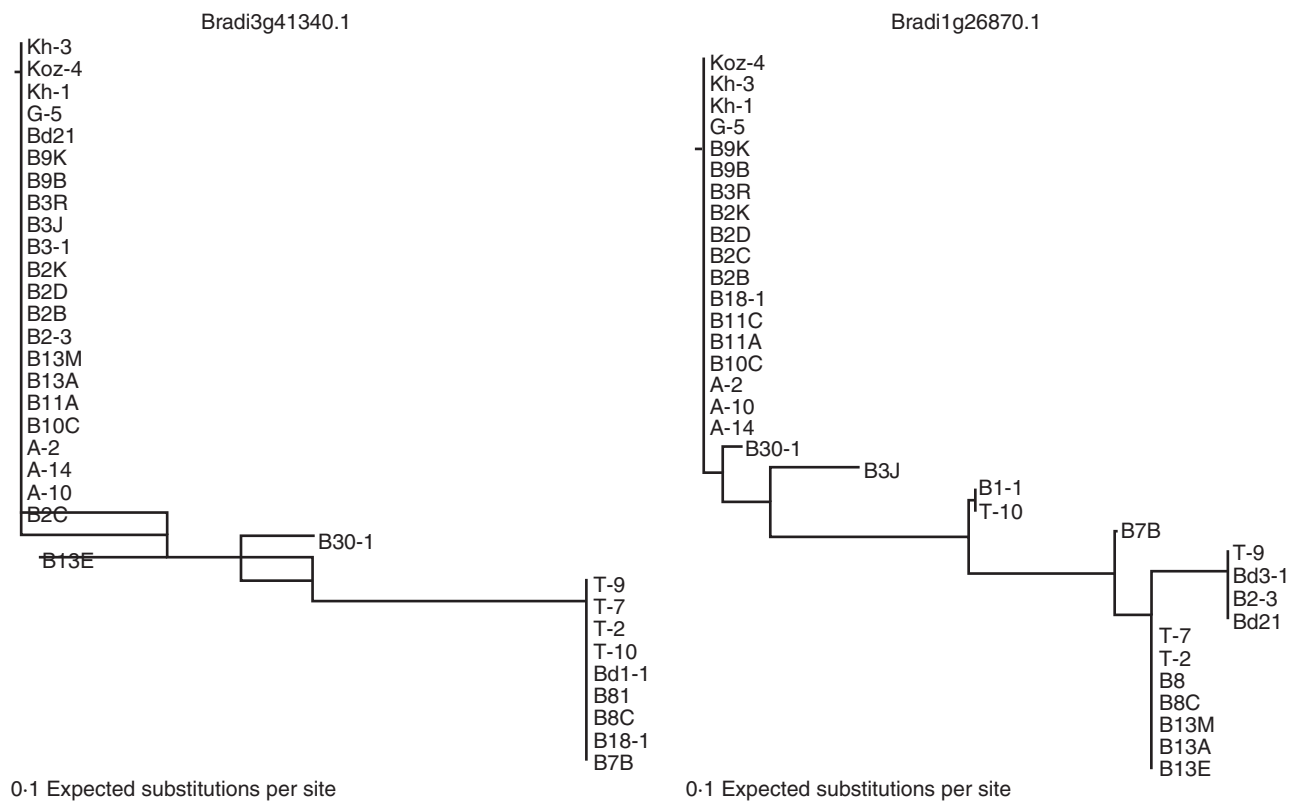 Bradi3g41340.1
Kh-3
Koz-4
Kh-1
G-5
Bd21
B9K
B9B
B3R
B3J
B3-1
B2K
B2D
B2B
B2-3
B13M
B13A
B11A
B10C
A-2
A-14
A-10
B2C
B30-1
B13E
T-9
T-7
T-2
T-10
Bd1-1
B81
B8C
B18-1
B7B
0·1 Expected substitutions per site
Bradi1g26870.1
Koz-4
Kh-3
Kh-1
G-5
B9K
B9B
B3R
B2K
B2D
B2C
B2B
B18-1
B11C
B11A
B10C
A-2
A-10
A-14
B30-1
B3J
B1-1
T-10
B7B
T-9
Bd3-1
B2-3
Bd21
T-7
T-2
B8
B8C
B13M
B13A
B13E
0·1 Expected substitutions per site